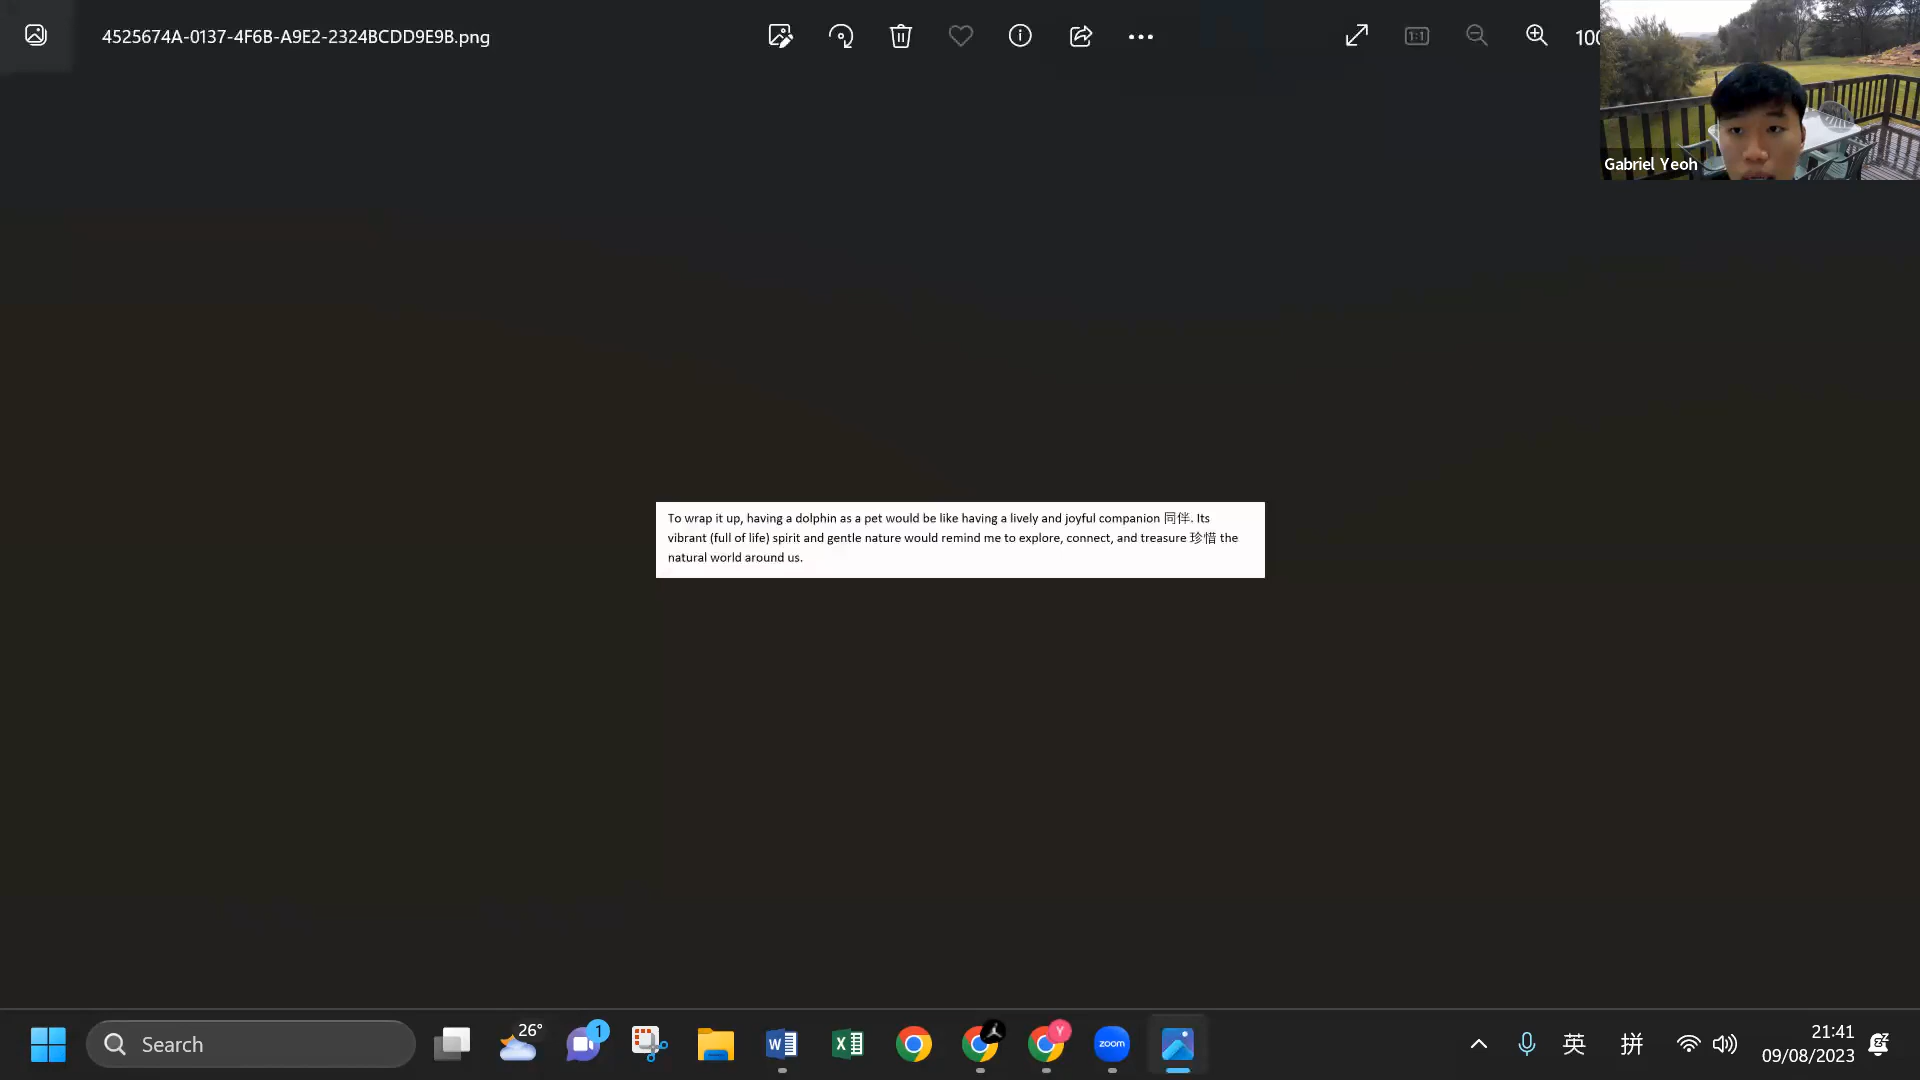 4525674A-0137-4F6B-A9E2-2324BCDD9E9B.png
1:1
100
Gabriel Yeoh
To wrap it up, having a dolphin as a pet would be like having a lively and joyful companion 同伴. Its
vibrant (full of life) spirit and gentle nature would remind me to explore, connect, and treasure 珍惜 the
natural world around us.
Search
26°
1
W
X
Y
zoom
英
拼
21:41
09/08/2023